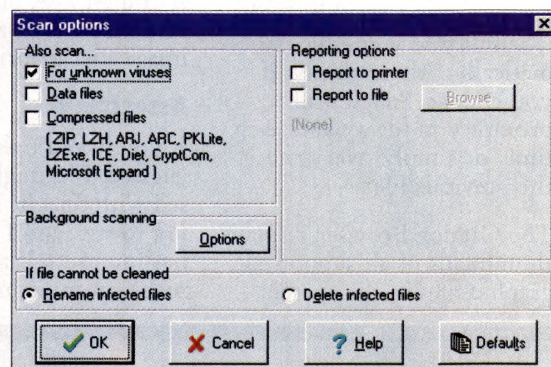 Scan options
Also scan...
For unknown viruses
Data files
Compressed files
(ZIP, LZH, ARJ, ARC, PKLite,
LZExe, ICE, Diet, CryptCom,
Microsoft Expand )
Background scanning
Options
Reporting options
Report to printer
Report to file
Browse
(None)
If file cannot be cleaned
Rename infected files
Delete infected files
OK
Cancel
Help
Defaults